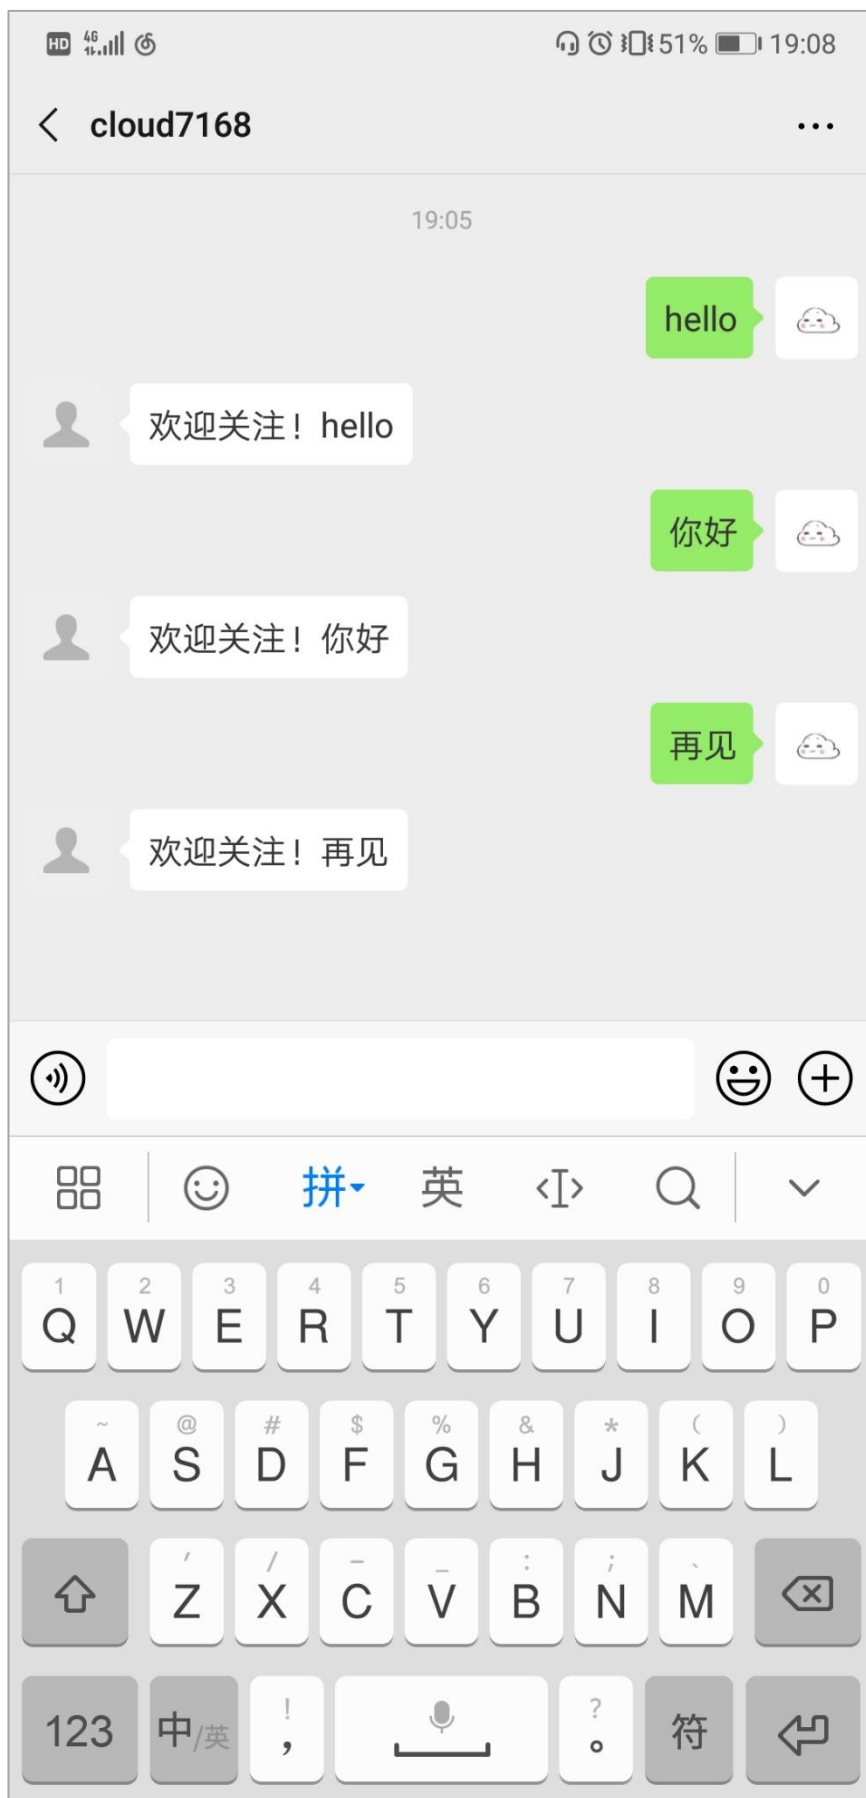 HD 4G 51% 19:08
cloud7168
19:05
hello
欢迎关注！hello
你好
欢迎关注！你好
再见
欢迎关注！再见
拼 英
1 2 3 4 5 6 7 8 9 0
Q W E R T Y U I O P
~ @ # $ % & * ( )
A S D F G H J K L
' / – _ : ; 、
Z X C V B N M
! ?
123 中/英 , 。 符